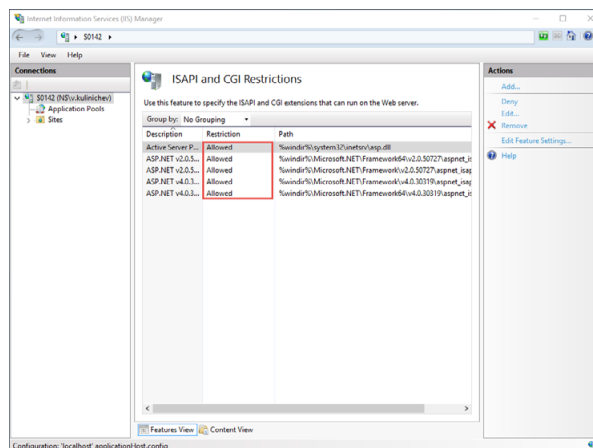 Internet Information Services (IIS) Manager
S0142
File View Help
Connections
S0142 (NS\v.kulinichev)
Application Pools
Sites
ISAPI and CGI Restrictions
Use this feature to specify the ISAPI and CGI extensions that can run on the Web server.
Group by: No Grouping
Description Restriction Path
Active Server P... Allowed %windir%\system32\inetsrv\asp.dll
ASP.NET v2.0.5... Allowed %windir%\Microsoft.NET\Framework64\v2.0.50727\aspnet_is
ASP.NET v2.0.5... Allowed %windir%\Microsoft.NET\Framework\v2.0.50727\aspnet_isap
ASP.NET v4.0.3... Allowed %windir%\Microsoft.NET\Framework\v4.0.30319\aspnet_isap
ASP.NET v4.0.3... Allowed %windir%\Microsoft.NET\Framework64\v4.0.30319\aspnet_is
Features View Content View
Actions
Add...
Deny
Edit...
Remove
Edit Feature Settings...
Help
Configuration: 'localhost' applicationHost.config